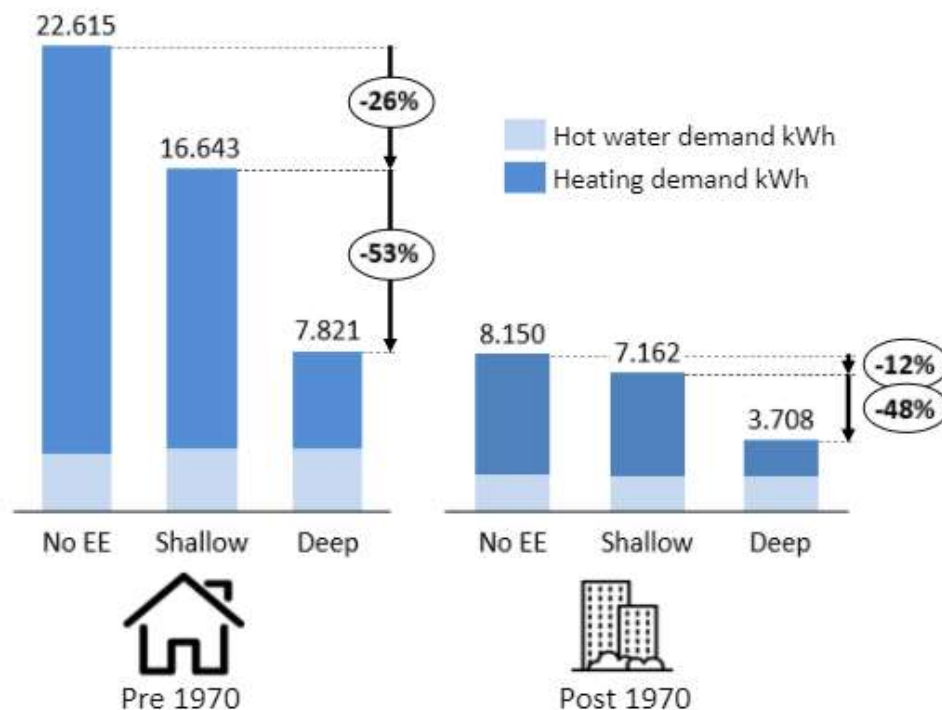 22.615
-26%
16.643
Hot water demand kWh
Heating demand kWh
-53%
7.821
8.150
7.162
-12%
-48%
3.708
No EE Shallow Deep
No EE Shallow Deep
Pre 1970
Post 1970